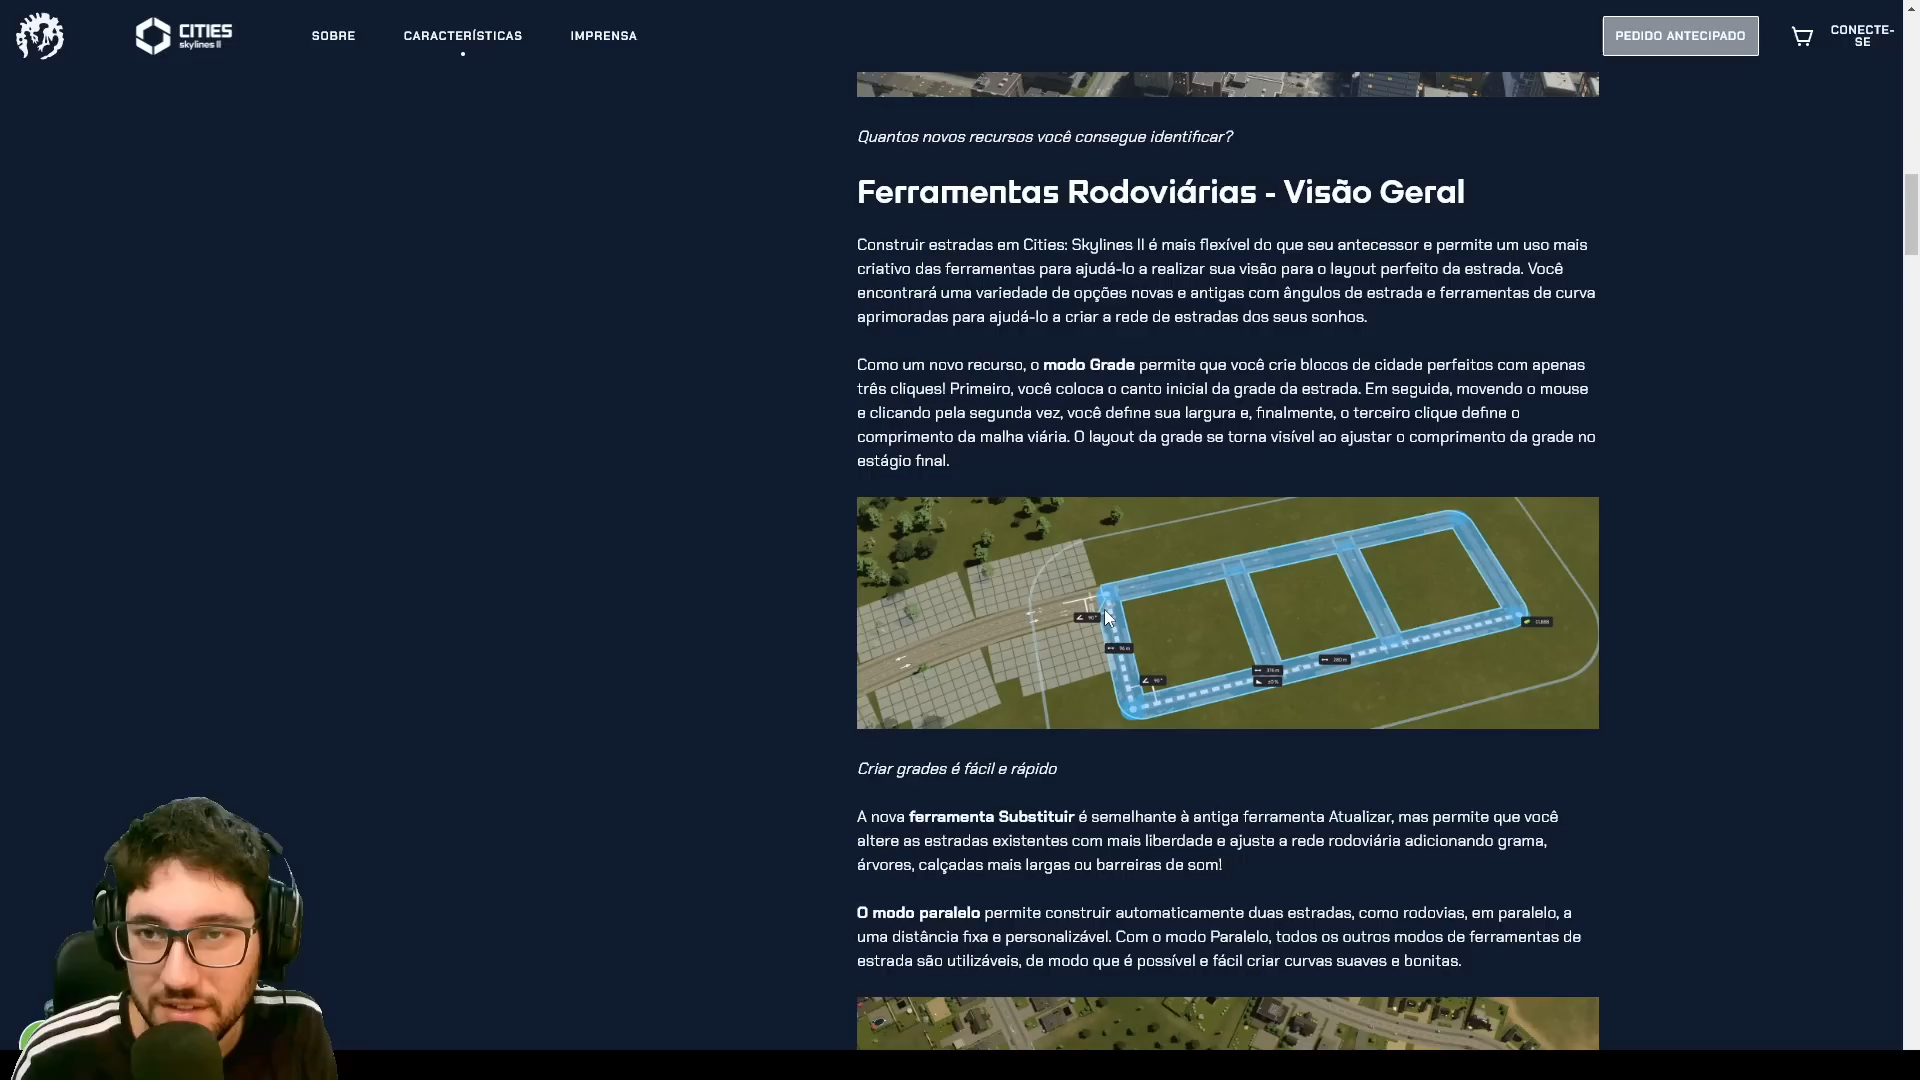 CITIES
skylines II
SOBRE
CARACTERÍSTICAS
IMPRENSA
PEDIDO ANTECIPADO
CONECTE-
SE
Quantos novos recursos você consegue identificar?
Ferramentas Rodoviárias - Visão Geral
Construir estradas em Cities: Skylines II é mais flexível do que seu antecessor e permite um uso mais
criativo das ferramentas para ajudá-lo a realizar sua visão para o layout perfeito da estrada. Você
encontrará uma variedade de opções novas e antigas com ângulos de estrada e ferramentas de curva
aprimoradas para ajudá-lo a criar a rede de estradas dos seus sonhos.
Como um novo recurso, o modo Grade permite que você crie blocos de cidade perfeitos com apenas
três cliques! Primeiro, você coloca o canto inicial da grade da estrada. Em seguida, movendo o mouse
e clicando pela segunda vez, você define sua largura e, finalmente, o terceiro clique define o
comprimento da malha viária. O layout da grade se torna visível ao ajustar o comprimento da grade no
estágio final.
90°
96 m
90°
Criar grades é fácil e rápido
A nova ferramenta Substituir é semelhante à antiga ferramenta Atualizar, mas permite que você
altere as estradas existentes com mais liberdade e ajuste a rede rodoviária adicionando grama,
árvores, calçadas mais largas ou barreiras de som!
O modo paralelo permite construir automaticamente duas estradas, como rodovias, em paralelo, a
uma distância fixa e personalizável. Com o modo Paralelo, todos os outros modos de ferramentas de
estrada são utilizáveis, de modo que é possível e fácil criar curvas suaves e bonitas.